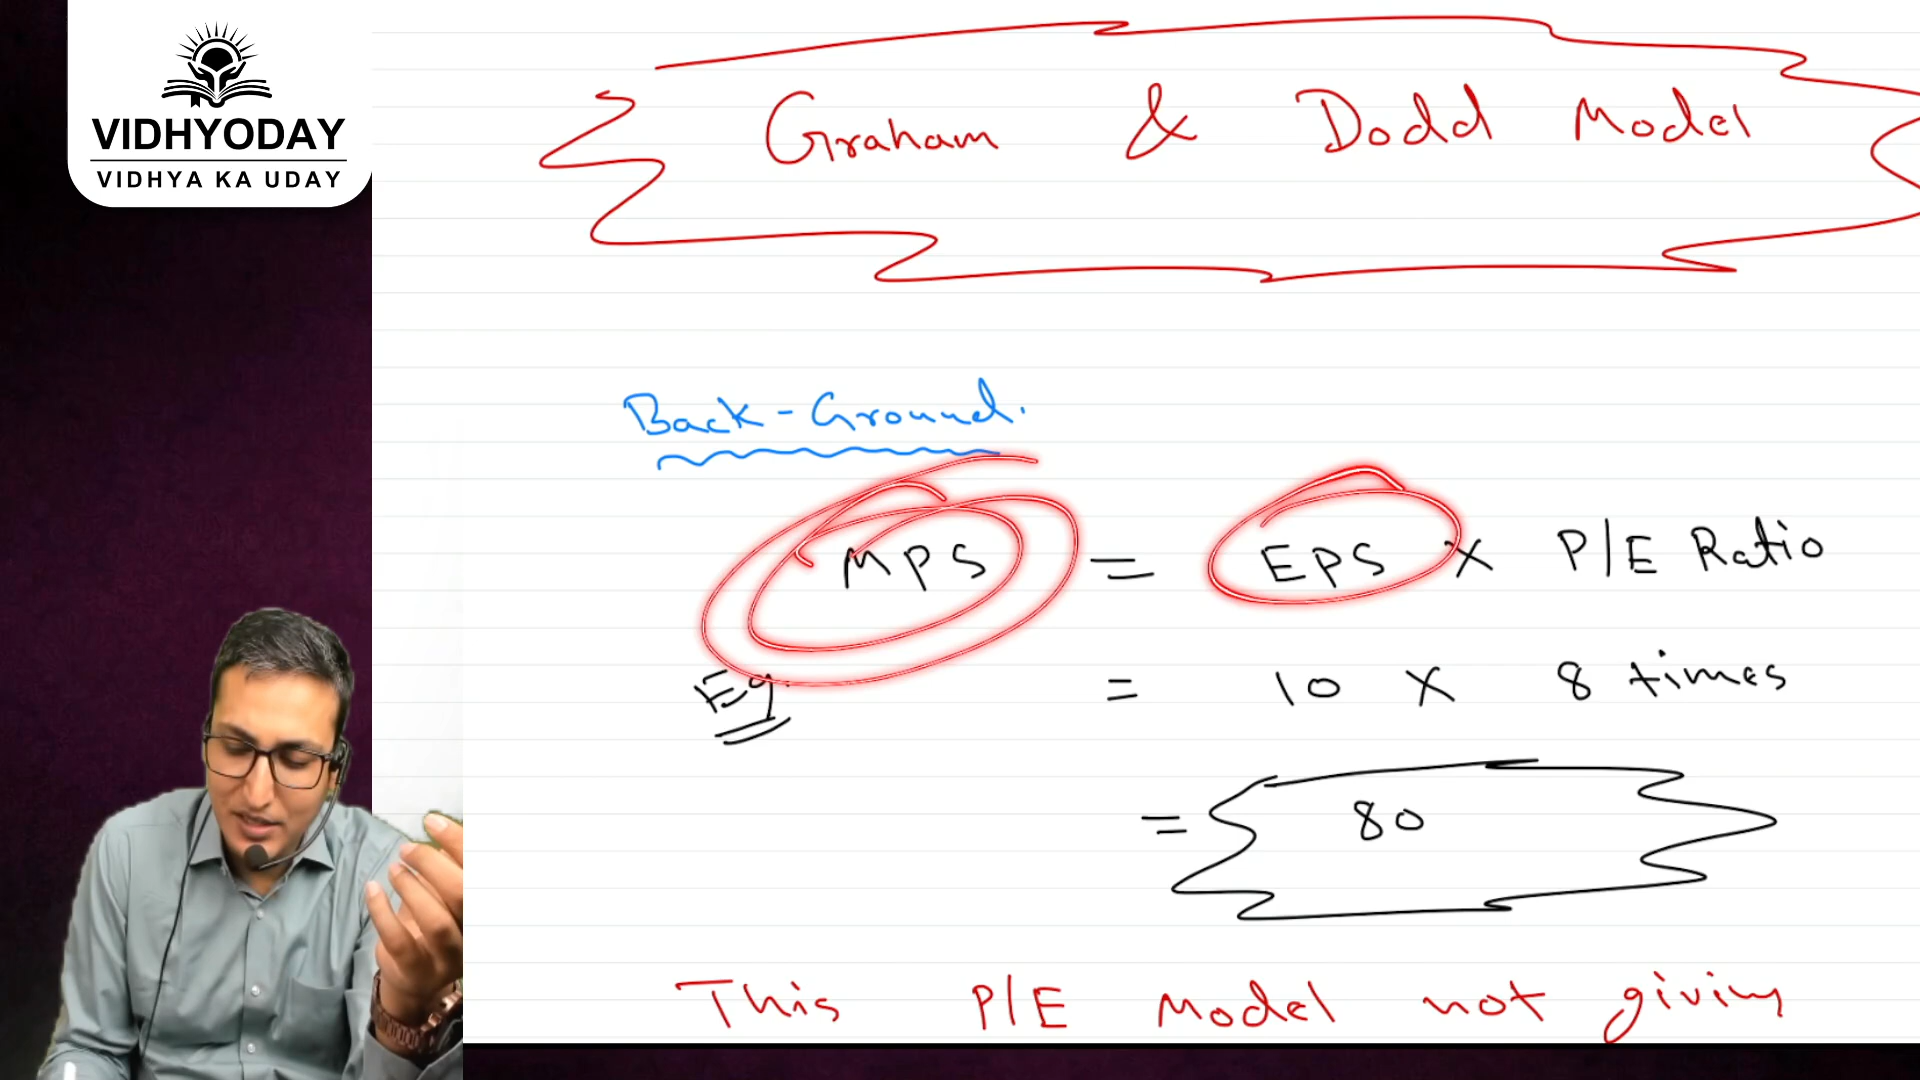 VIDHYODAY
VIDHYA KA UDAY
Graham & Dodd Model
Back-Ground.
MPS = EPS X P/E Ratio
Eg. = 10 X 8 times
= 80
This P/E Model not giving